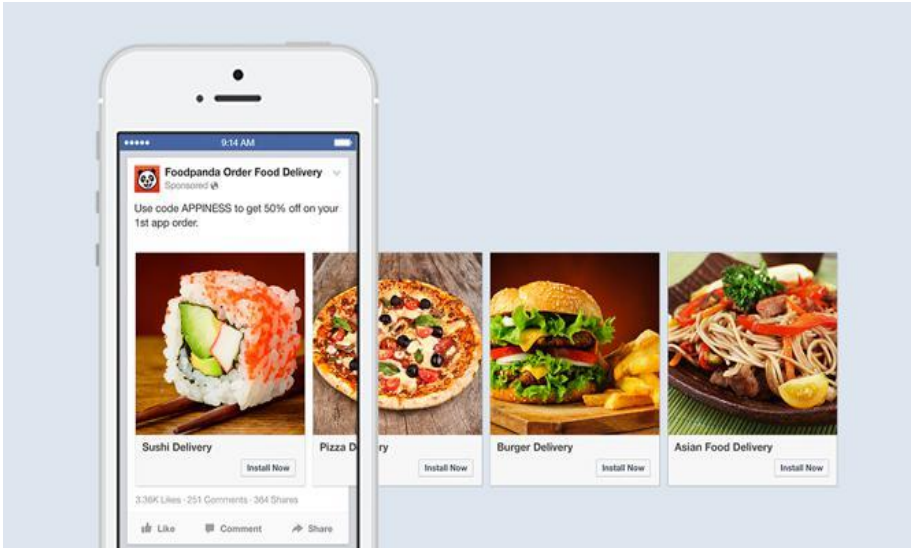 9:14 AM
Foodpanda Order Food Delivery
Sponsored
Use code APPINESS to get 50% off on your
1st app order.
Sushi Delivery
Install Now
Pizza D ry
Install Now
Burger Delivery
Install Now
Asian Food Delivery
Install Now
3.36K Likes · 251 Comments · 364 Shares
Like Comment Share